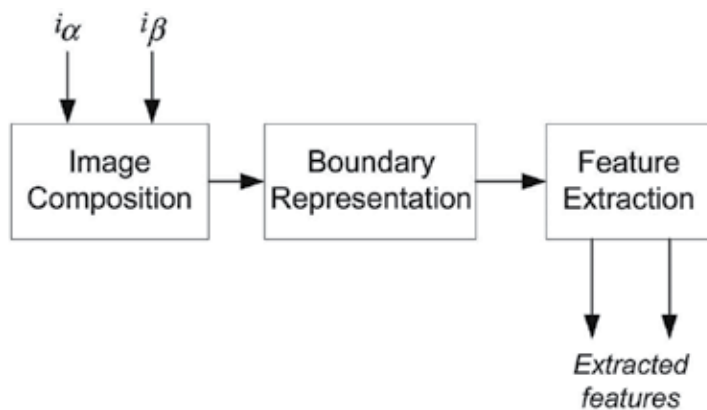 iα
iβ
Image
Composition
Boundary
Representation
Feature
Extraction
Extracted
features